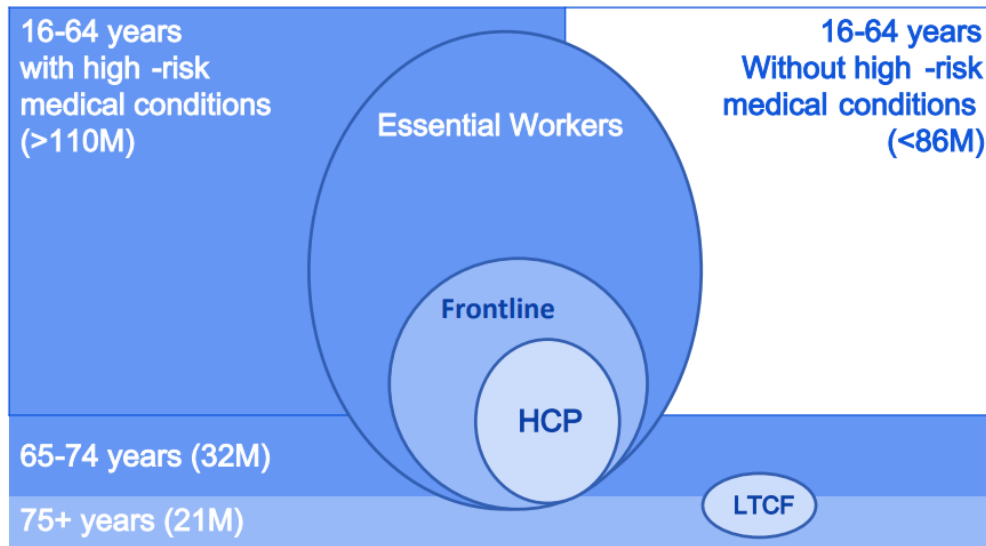 16-64 years
with high -risk
medical conditions
(>110M)
16-64 years
Without high -risk
medical conditions
(<86M)
Essential Workers
Frontline
HCP
65-74 years (32M)
75+ years (21M)
LTCF